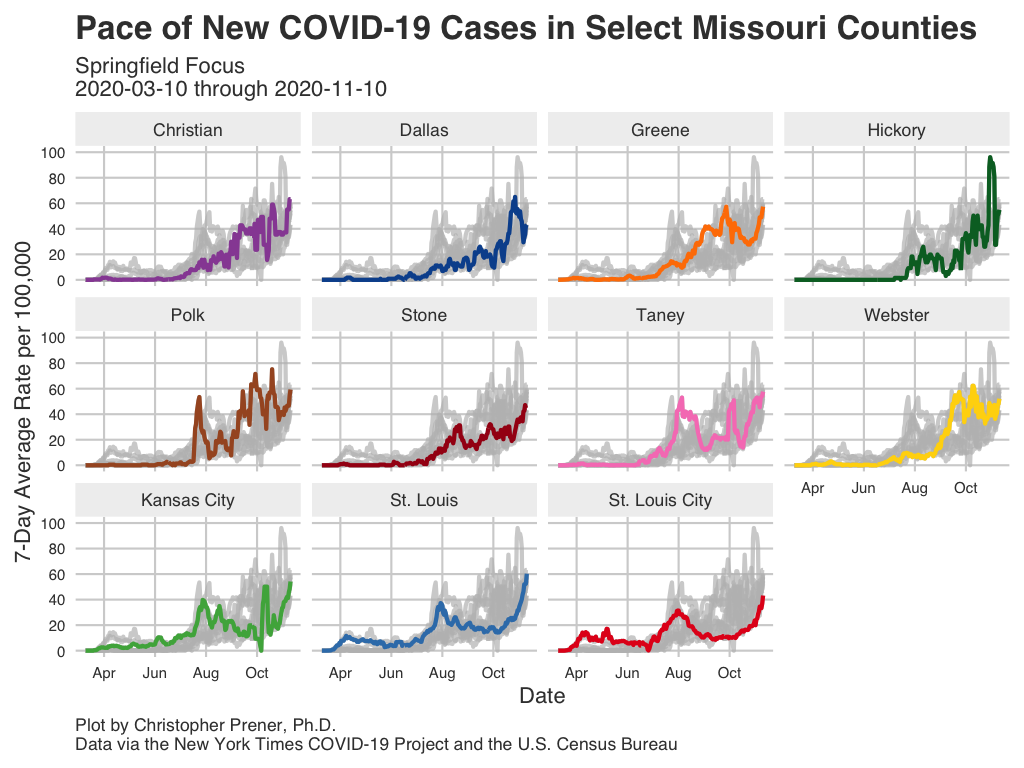 Pace of New COVID-19 Cases in Select Missouri Counties
Springfield Focus
2020-03-10 through 2020-11-10
7-Day Average Rate per 100,000
Christian Dallas Greene Hickory
100
80
60
40
20
0
Polk Stone Taney Webster
100
80
60
40
20
0
Apr Jun Aug Oct
Kansas City St. Louis St. Louis City
100
80
60
40
20
0
Apr Jun Aug Oct Apr Jun Aug Oct Apr Jun Aug Oct
Date
Plot by Christopher Prener, Ph.D.
Data via the New York Times COVID-19 Project and the U.S. Census Bureau